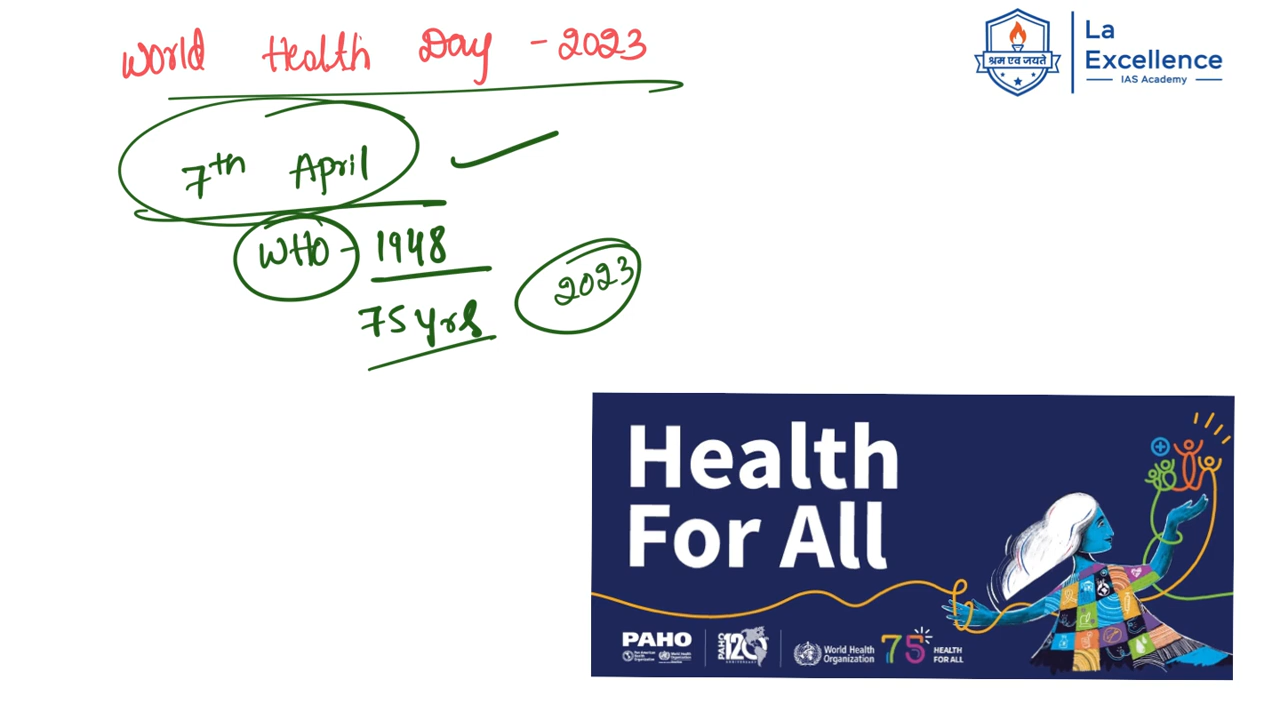 World Health Day - 2023
La
Excellence
IAS Academy
श्रम एव जयते
7th April
WHO - 1948
75 yrs
2023
Health
For All
PAHO
PAHO 120
World Health
Organization
75
HEALTH
FOR ALL